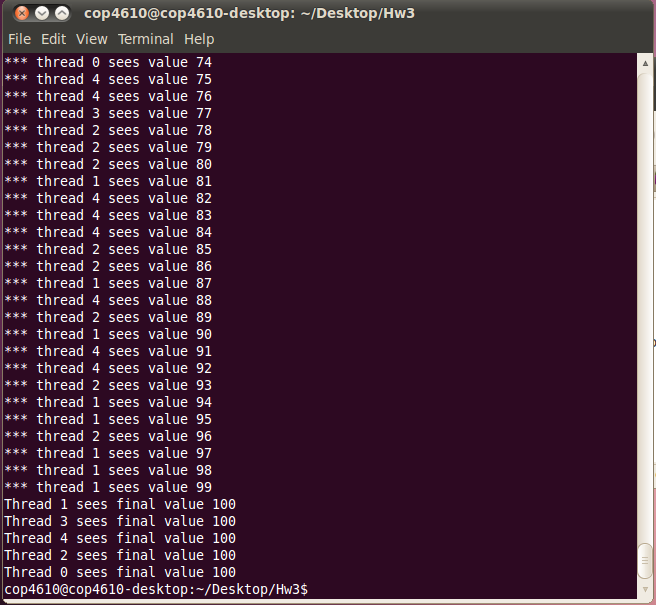 cop4610@cop4610-desktop: ~/Desktop/Hw3
File Edit View Terminal Help
*** thread 0 sees value 74
*** thread 4 sees value 75
*** thread 4 sees value 76
*** thread 3 sees value 77
*** thread 2 sees value 78
*** thread 2 sees value 79
*** thread 2 sees value 80
*** thread 1 sees value 81
*** thread 4 sees value 82
*** thread 4 sees value 83
*** thread 4 sees value 84
*** thread 2 sees value 85
*** thread 2 sees value 86
*** thread 1 sees value 87
*** thread 4 sees value 88
*** thread 2 sees value 89
*** thread 1 sees value 90
*** thread 4 sees value 91
*** thread 4 sees value 92
*** thread 2 sees value 93
*** thread 1 sees value 94
*** thread 1 sees value 95
*** thread 2 sees value 96
*** thread 1 sees value 97
*** thread 1 sees value 98
*** thread 1 sees value 99
Thread 1 sees final value 100
Thread 3 sees final value 100
Thread 4 sees final value 100
Thread 2 sees final value 100
Thread 0 sees final value 100
cop4610@cop4610-desktop:~/Desktop/Hw3$